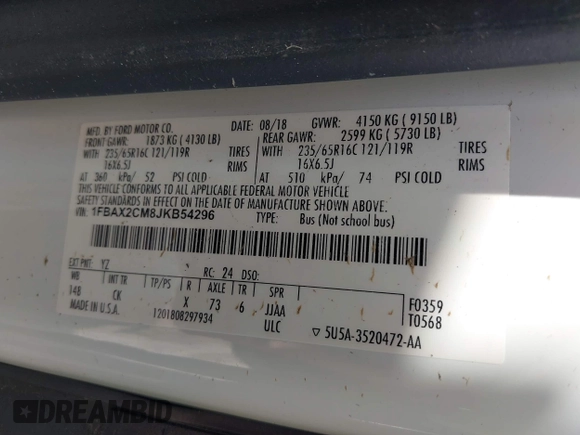 MFD. BY FORD MOTOR CO.
DATE: 08/18 GVWR: 4150 KG ( 9150 LB)
FRONT GAWR: 1873 KG ( 4130 LB)
REAR GAWR: 2599 KG ( 5730 LB)
WITH 235/65R16C 121/119R TIRES
WITH 235/65R16C 121/119R TIRES
16X6.5J RIMS
16X6.5J RIMS
AT 360 kPa/ 52 PSI COLD
AT 510 kPa/ 74 PSI COLD
THIS VEHICLE CONFORMS TO ALL APPLICABLE FEDERAL MOTOR VEHICLE
SAFETY STANDARDS IN EFFECT ON THE DATE OF MANUFACTURE SHOWN ABOVE.
VIN: 1FBAX2CM8JKB54296 TYPE: Bus (Not school bus)
EXT PNT: YZ RC: 24 DSO:
WB INT TR TP/PS R AXLE TR SPR
148 CK X 73 6 JJAA F0359
ULC T0568
MADE IN U.S.A. 1201808297934 ▽ 5U5A-3520472-AA
DREAMBID